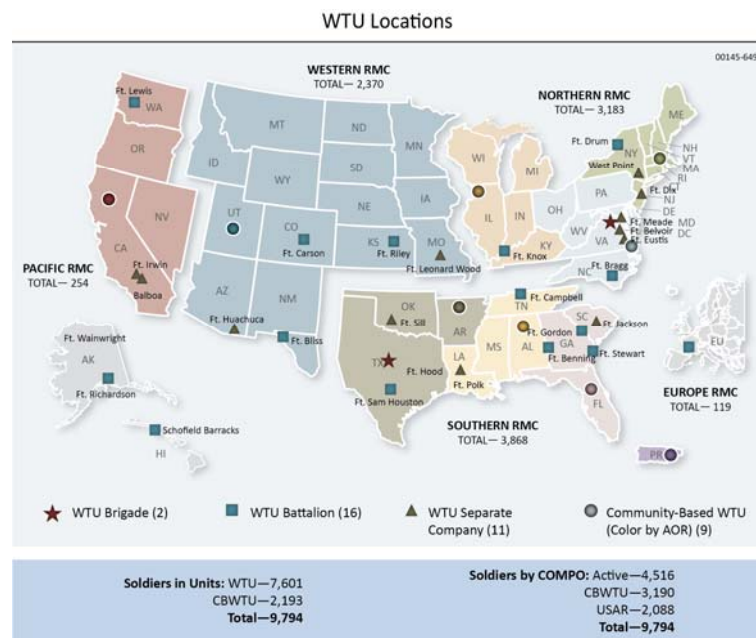 WTU Locations
00145-649
WESTERN RMC
TOTAL— 2,370
NORTHERN RMC
TOTAL— 3,183
Ft. Lewis
WA
MT
ND
MN
ME
OR
ID
SD
WI
MI
Ft. Drum
NY
NH
VT
MA
RI
CT
West Point
WY
IA
PA
Ft. Dix
NJ
DE
MD
DC
NV
UT
NE
IL
IN
OH
WV
VA
Ft. Meade
Ft. Belvoir
Ft. Eustis
CA
CO
Ft. Carson
KS
Ft. Riley
MO
Ft. Leonard Wood
KY
Ft. Knox
PACIFIC RMC
TOTAL— 254
Ft. Irwin
Balboa
NC
Ft. Bragg
AZ
NM
OK
Ft. Sill
AR
TN
Ft. Campbell
Ft. Huachuca
Ft. Bliss
SC
Ft. Jackson
Ft. Gordon
MS
AL
GA
Ft. Benning
Ft. Stewart
Ft. Wainwright
AK
Ft. Richardson
TX
Ft. Hood
LA
Ft. Polk
EU
Ft. Sam Houston
FL
EUROPE RMC
TOTAL— 119
SOUTHERN RMC
TOTAL— 3,868
Schofield Barracks
HI
PR
WTU Brigade (2)
WTU Battalion (16)
WTU Separate
Company (11)
Community-Based WTU
(Color by AOR) (9)
Soldiers in Units: WTU—7,601
CBWTU—2,193
Total—9,794
Soldiers by COMPO: Active—4,516
CBWTU—3,190
USAR—2,088
Total—9,794